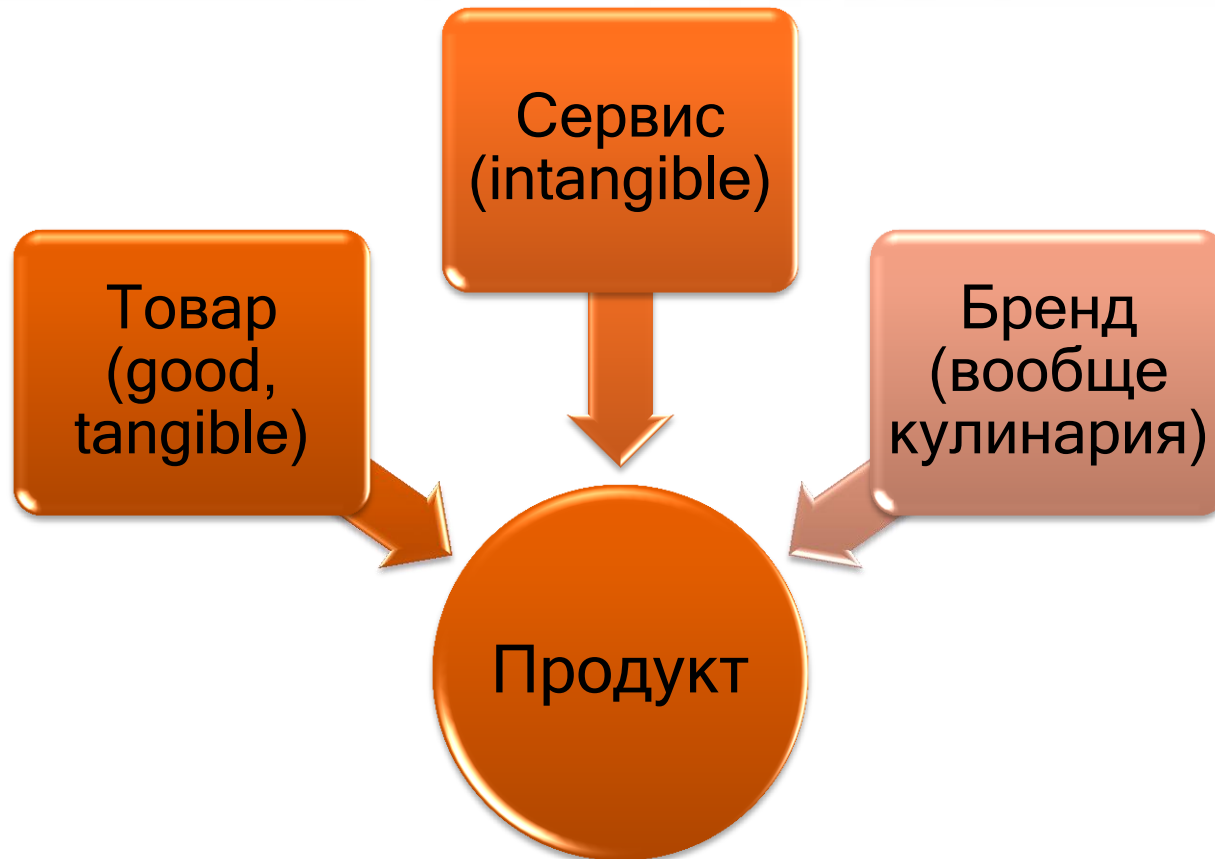 Сервис
(intangible)
Товар
(good,
tangible)
Бренд
(вообще
кулинария)
Продукт